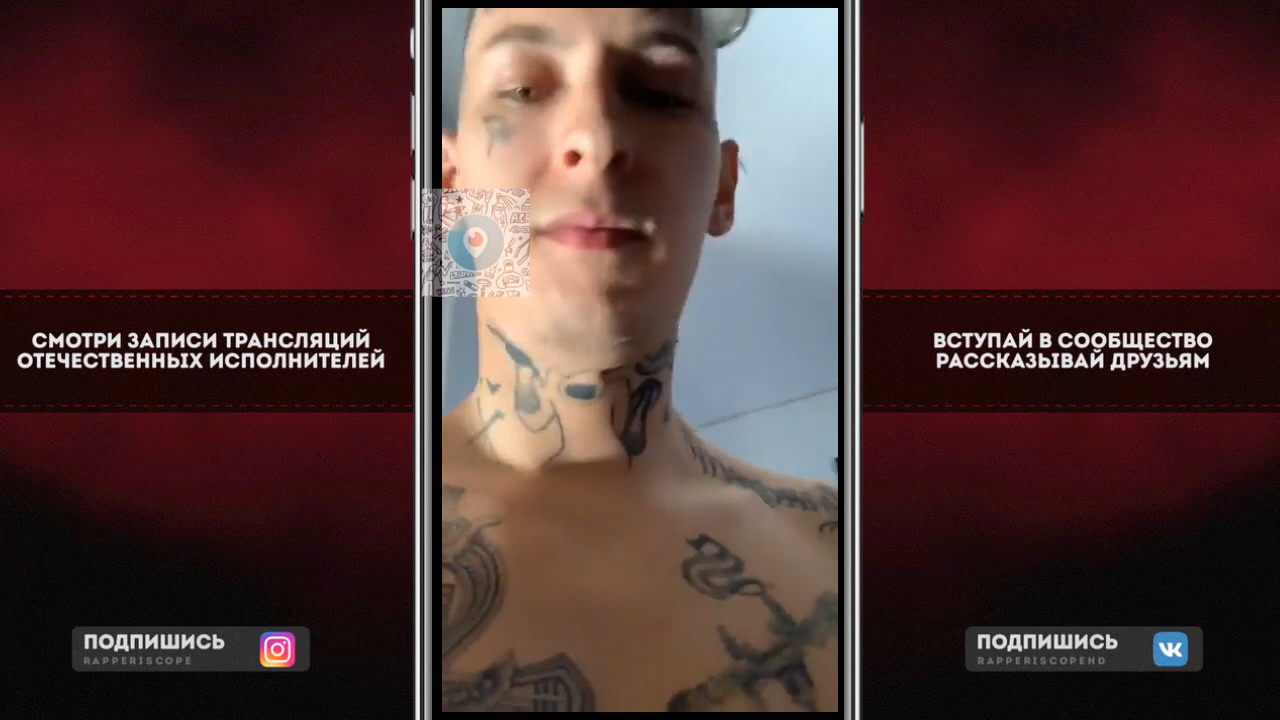 СМОТРИ ЗАПИСИ ТРАНСЛЯЦИЙ
ОТЕЧЕСТВЕННЫХ ИСПОЛНИТЕЛЕЙ
ВСТУПАЙ В СООБЩЕСТВО
РАССКАЗЫВАЙ ДРУЗЬЯМ
ПОДПИШИСЬ
RAPPERISCOPE
ПОДПИШИСЬ
RAPPERISCOPEHD